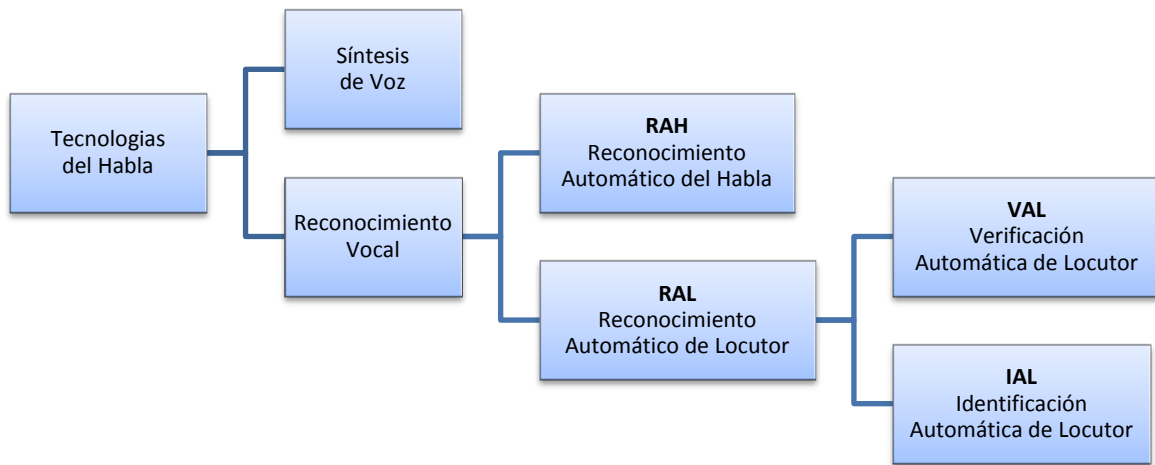 Síntesis
de Voz
Tecnologias
del Habla
RAH
Reconocimiento
Automático del Habla
Reconocimiento
Vocal
VAL
Verificación
Automática de Locutor
RAL
Reconocimiento
Automático de Locutor
IAL
Identificación
Automática de Locutor